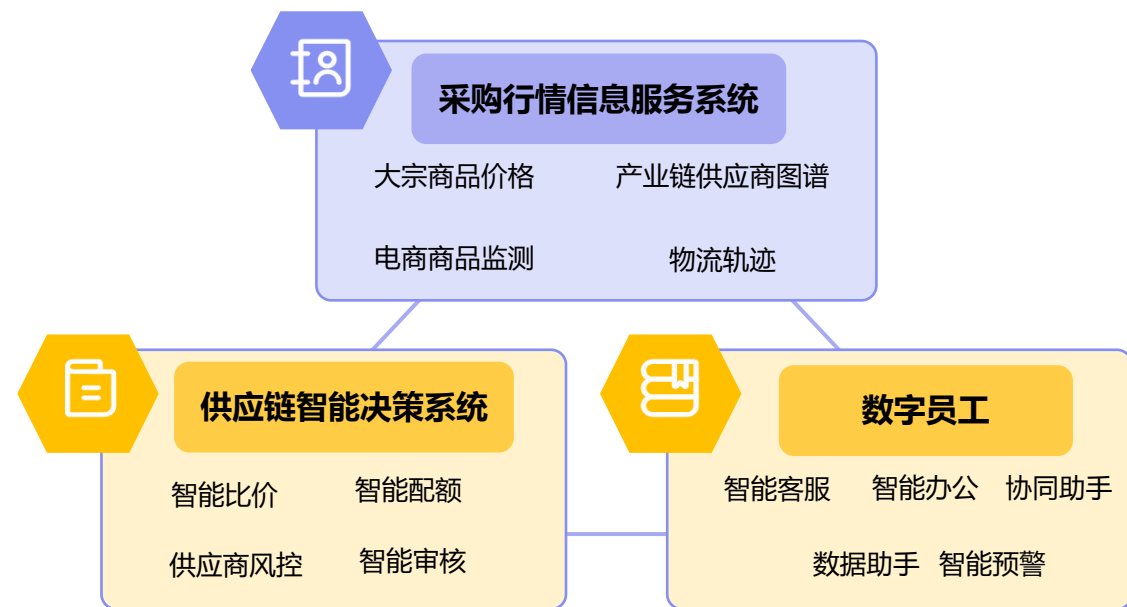 采购行情信息服务系统
大宗商品价格 产业链供应商图谱
电商商品监测 物流轨迹
供应链智能决策系统
智能比价 智能配额
供应商风控 智能审核
数字员工
智能客服 智能办公 协同助手
数据助手 智能预警